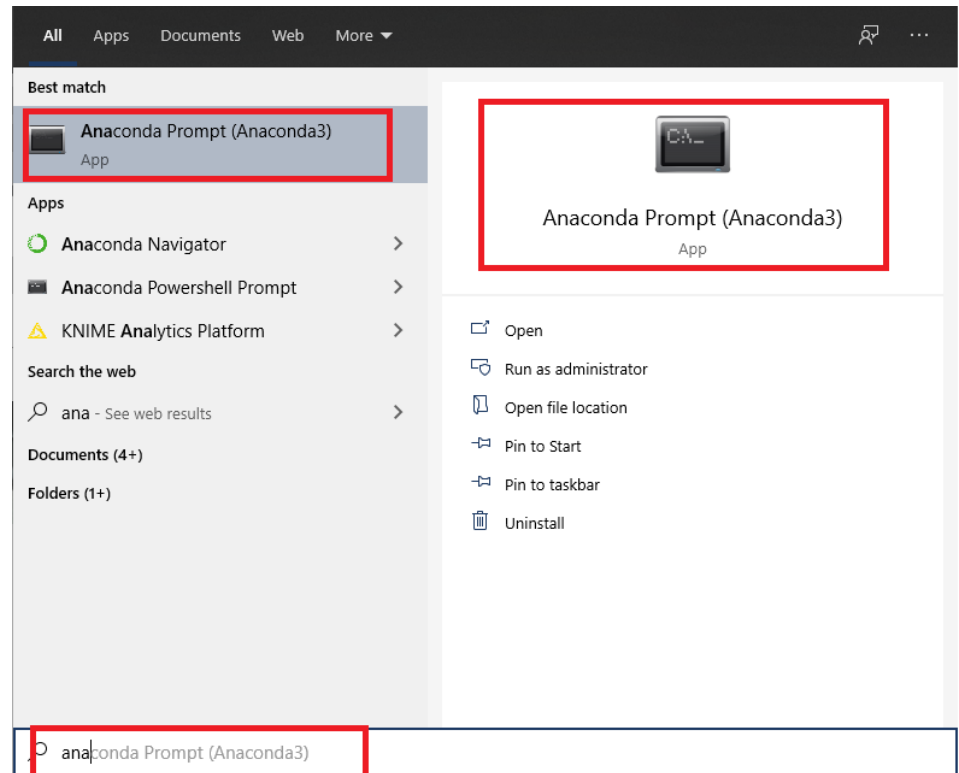 All Apps Documents Web More
Best match
Anaconda Prompt (Anaconda3)
App
Apps
Anaconda Navigator
Anaconda Powershell Prompt
KNIME Analytics Platform
Search the web
ana - See web results
Documents (4+)
Folders (1+)
C:\_
Anaconda Prompt (Anaconda3)
App
Open
Run as administrator
Open file location
Pin to Start
Pin to taskbar
Uninstall
anaconda Prompt (Anaconda3)